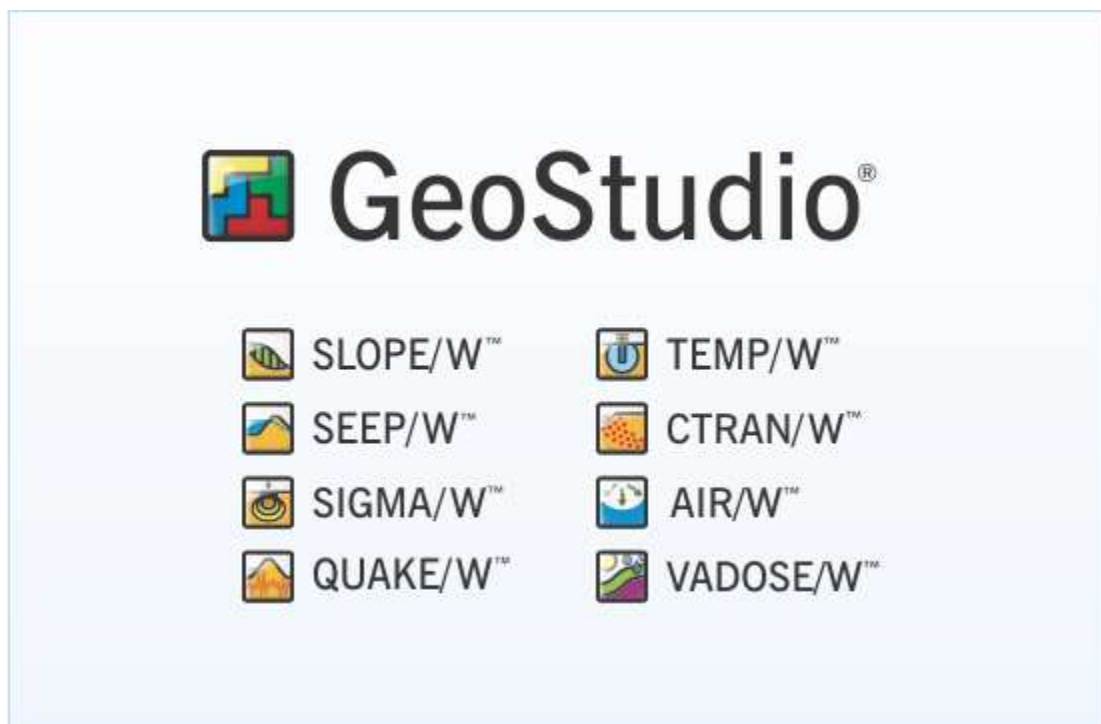 GeoStudio®
SLOPE/W™
SEEP/W™
SIGMA/W™
QUAKE/W™
TEMP/W™
CTRAN/W™
AIR/W™
VADOSE/W™